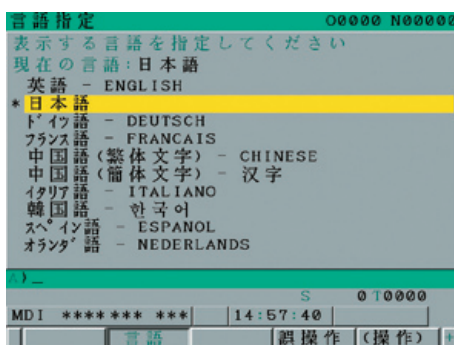 言語指定 O0000 N00002
表示する言語を指定してください
現在の言語:日本語
英語 - ENGLISH
* 日本語
ドイツ語 - DEUTSCH
フランス語 - FRANCAIS
中国語(繁体文字) - CHINESE
中国語(簡体文字) - 汉字
イタリア語 - ITALIANO
韓国語 - 한국어
スペイン語 - ESPANOL
オランダ語 - NEDERLANDS
A)_
S 0 T0000
MDI **** *** *** 14:57:40
言語 誤操作 (操作) +